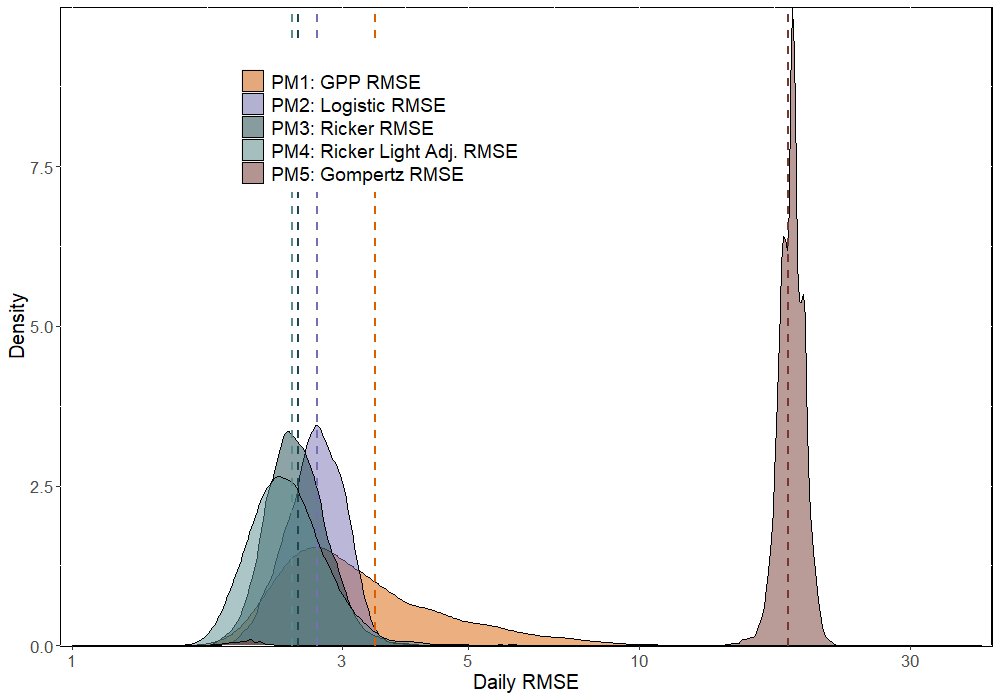 PM1: GPP RMSE
PM2: Logistic RMSE
PM3: Ricker RMSE
PM4: Ricker Light Adj. RMSE
PM5: Gompertz RMSE
Density
7.5
5.0
2.5
0.0
1
3
5
10
30
Daily RMSE